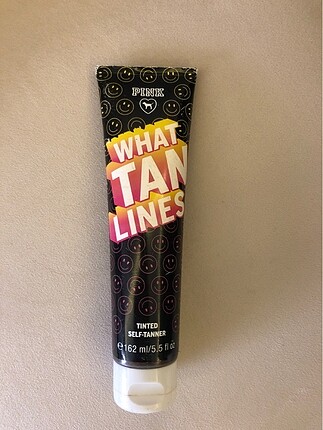 PINK
WHAT
TAN
LINES
TINTED
SELF-TANNER
℮162 ml/5.5 fl oz